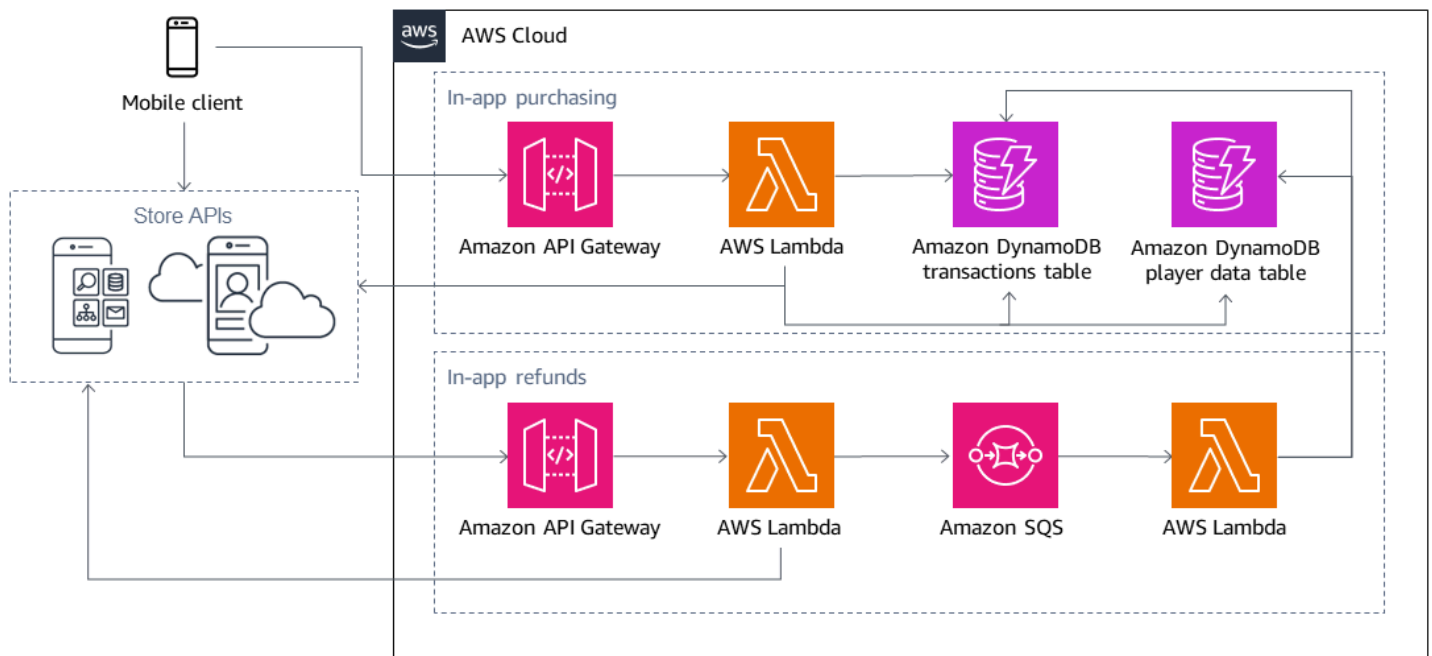 aws
AWS Cloud
Mobile client
In-app purchasing
Store APIs
</>
Amazon API Gateway
AWS Lambda
Amazon DynamoDB
transactions table
Amazon DynamoDB
player data table
In-app refunds
</>
Amazon API Gateway
AWS Lambda
Amazon SQS
AWS Lambda